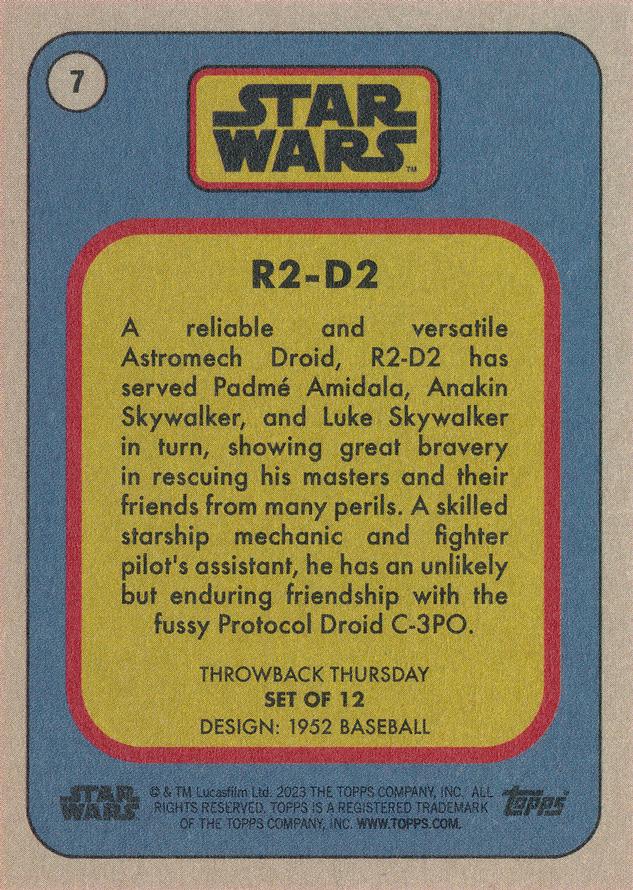 7
STAR
WARS
TM
R2-D2
A reliable and versatile
Astromech Droid, R2-D2 has
served Padmé Amidala, Anakin
Skywalker, and Luke Skywalker
in turn, showing great bravery
in rescuing his masters and their
friends from many perils. A skilled
starship mechanic and fighter
pilot's assistant, he has an unlikely
but enduring friendship with the
fussy Protocol Droid C-3PO.
THROWBACK THURSDAY
SET OF 12
DESIGN: 1952 BASEBALL
STAR
WARS
© & TM Lucasfilm Ltd. 2023 THE TOPPS COMPANY, INC. ALL
RIGHTS RESERVED. TOPPS IS A REGISTERED TRADEMARK
OF THE TOPPS COMPANY, INC. WWW.TOPPS.COM.
topps